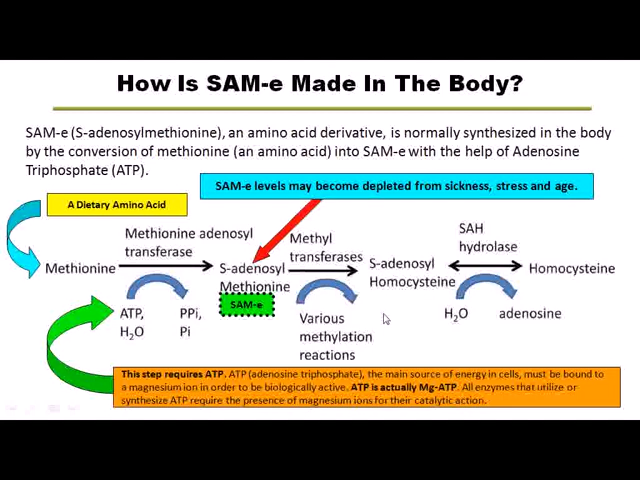 How Is SAM-e Made In The Body?
SAM-e (S-adenosylmethionine), an amino acid derivative, is normally synthesized in the body
by the conversion of methionine (an amino acid) into SAM-e with the help of Adenosine
Triphosphate (ATP).
SAM-e levels may become depleted from sickness, stress and age.
A Dietary Amino Acid
Methionine adenosyl
transferase
Methyl
transferases
SAH
hydrolase
Methionine
S-adenosyl
Methionine
S-adenosyl
Homocysteine
Homocysteine
SAM-e
ATP,
H₂O
PPi,
Pi
Various
methylation
reactions
H₂O
adenosine
This step requires ATP. ATP (adenosine triphosphate), the main source of energy in cells, must be bound to
a magnesium ion in order to be biologically active. ATP is actually Mg-ATP. All enzymes that utilize or
synthesize ATP require the presence of magnesium ions for their catalytic action.